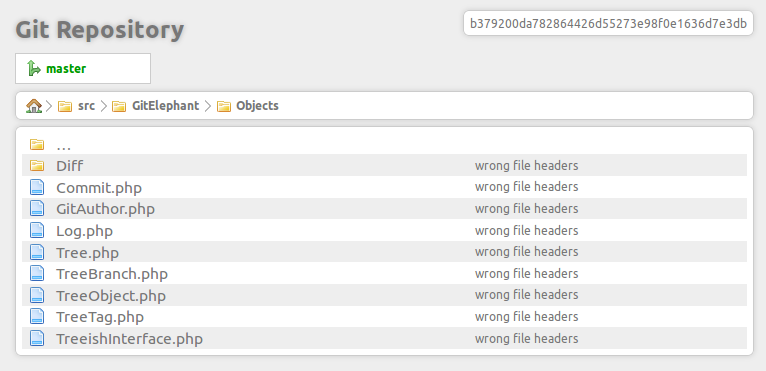 Git Repository
b379200da782864426d55273e98f0e1636d7e3db
master
src GitElephant Objects
...
Diff wrong file headers
Commit.php wrong file headers
GitAuthor.php wrong file headers
Log.php wrong file headers
Tree.php wrong file headers
TreeBranch.php wrong file headers
TreeObject.php wrong file headers
TreeTag.php wrong file headers
TreeishInterface.php wrong file headers